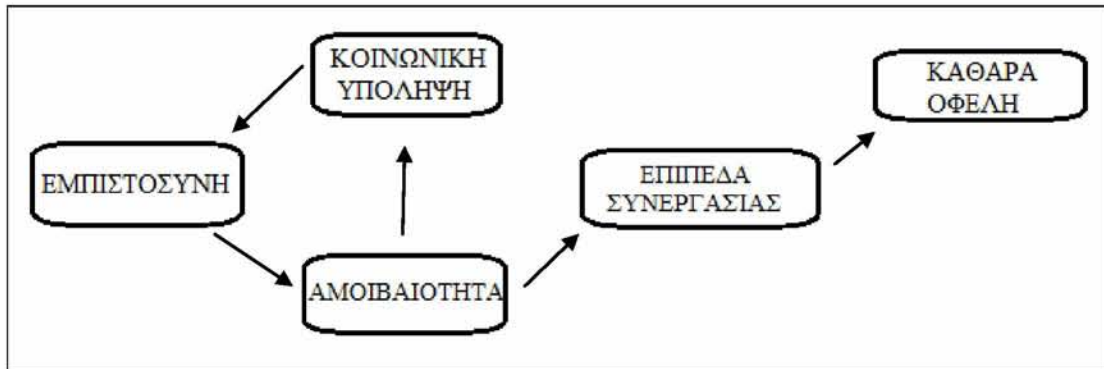 ΚΟΙΝΩΝΙΚΗ
ΥΠΟΛΗΨΗ
ΚΑΘΑΡΑ
ΟΦΕΛΗ
ΕΜΠΙΣΤΟΣΥΝΗ
ΕΠΙΠΕΔΑ
ΣΥΝΕΡΓΑΣΙΑΣ
ΑΜΟΙΒΑΙΟΤΗΤΑ